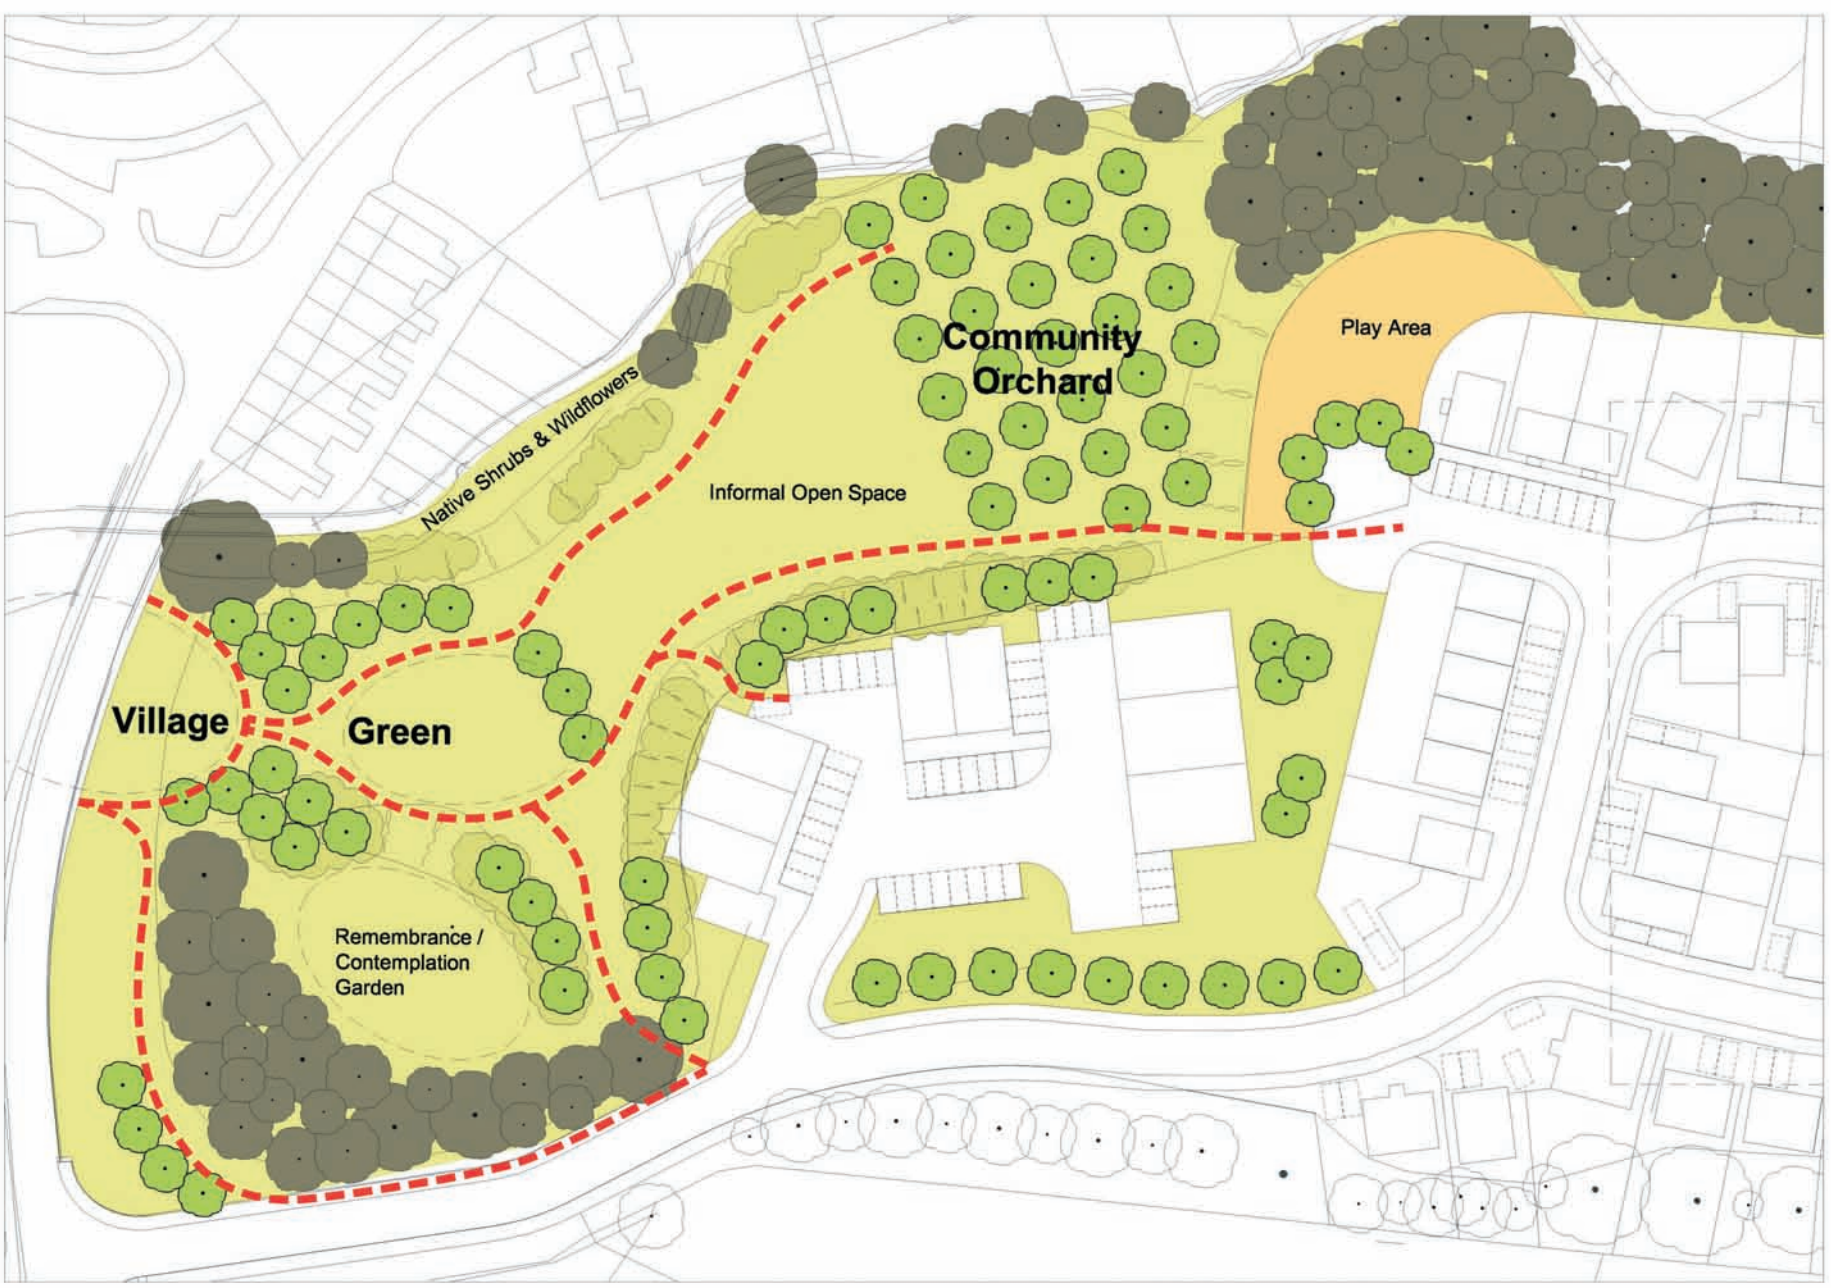 Community
Orchard
Play Area
Native Shrubs & Wildflowers
Informal Open Space
Village Green
Remembrance /
Contemplation
Garden